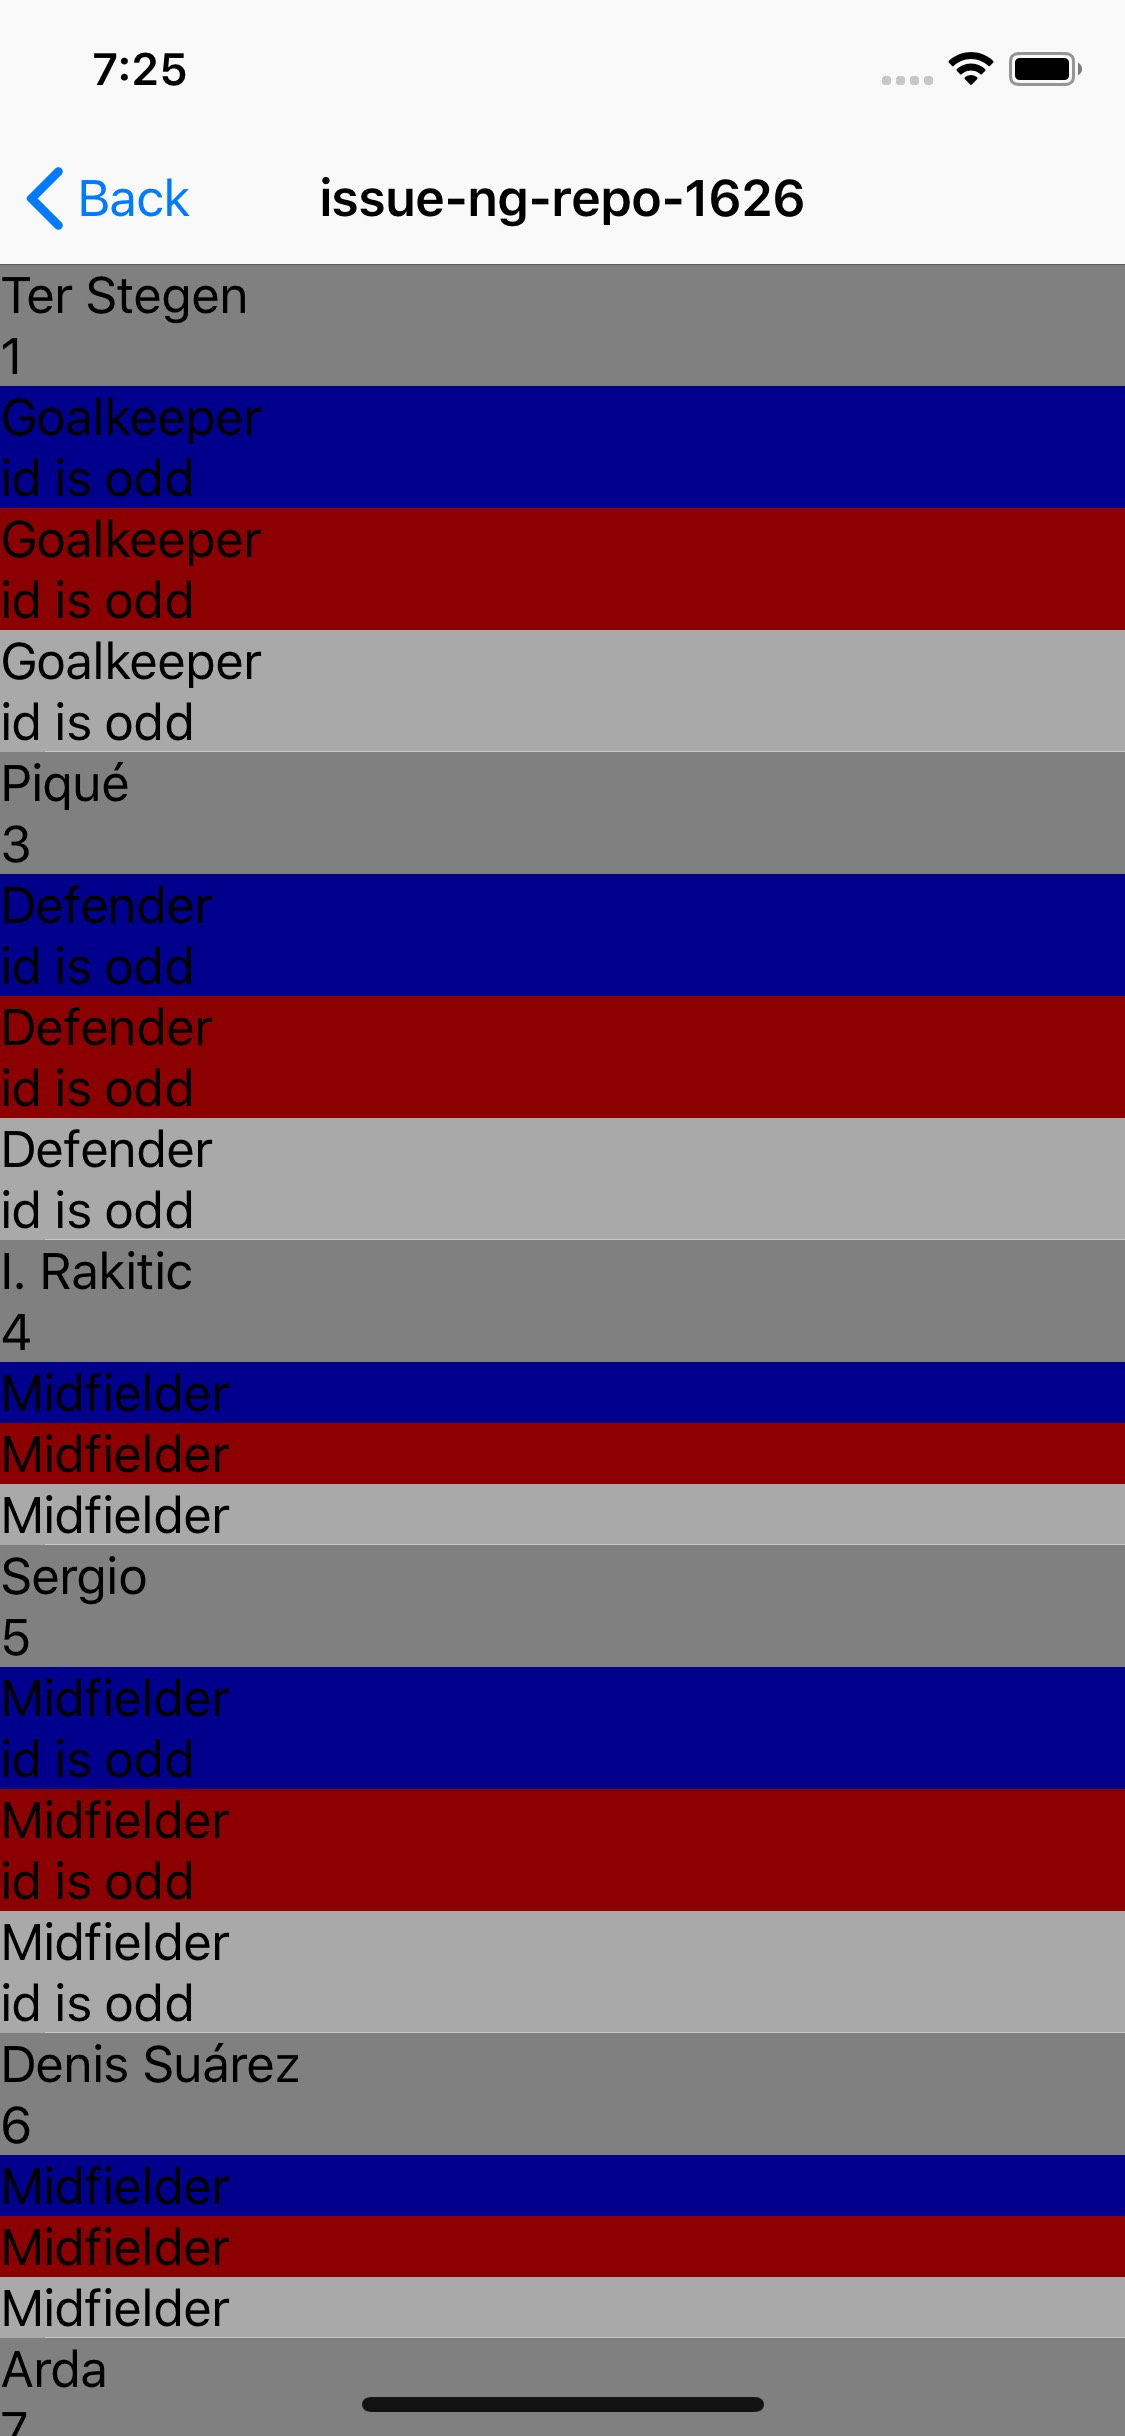 7:25
Back
issue-ng-repo-1626
Ter Stegen
1
Goalkeeper
id is odd
Goalkeeper
id is odd
Goalkeeper
id is odd
Piqué
3
Defender
id is odd
Defender
id is odd
Defender
id is odd
I. Rakitic
4
Midfielder
Midfielder
Midfielder
Sergio
5
Midfielder
id is odd
Midfielder
id is odd
Midfielder
id is odd
Denis Suárez
6
Midfielder
Midfielder
Midfielder
Arda
7